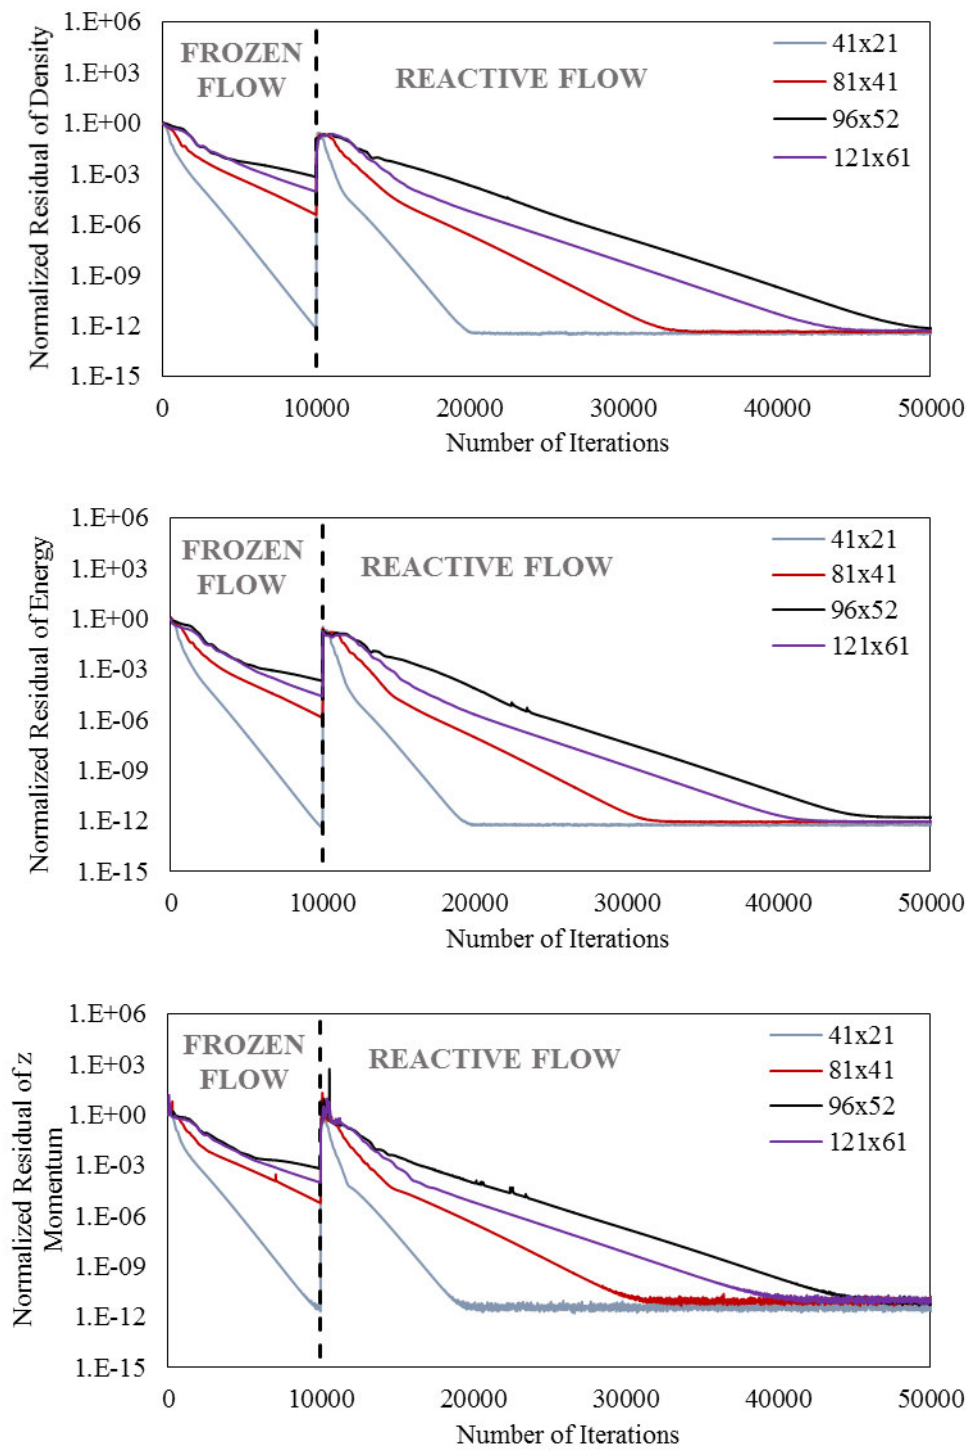 Normalized Residual of Density
1.E+06
1.E+03
1.E+00
1.E-03
1.E-06
1.E-09
1.E-12
1.E-15
FROZEN
FLOW
REACTIVE FLOW
41x21
81x41
96x52
121x61
0 10000 20000 30000 40000 50000
Number of Iterations
Normalized Residual of Energy
1.E+06
1.E+03
1.E+00
1.E-03
1.E-06
1.E-09
1.E-12
1.E-15
FROZEN
FLOW
REACTIVE FLOW
41x21
81x41
96x52
121x61
0 10000 20000 30000 40000 50000
Number of Iterations
Normalized Residual of z
Momentum
1.E+06
1.E+03
1.E+00
1.E-03
1.E-06
1.E-09
1.E-12
1.E-15
FROZEN
FLOW
REACTIVE FLOW
41x21
81x41
96x52
121x61
0 10000 20000 30000 40000 50000
Number of Iterations